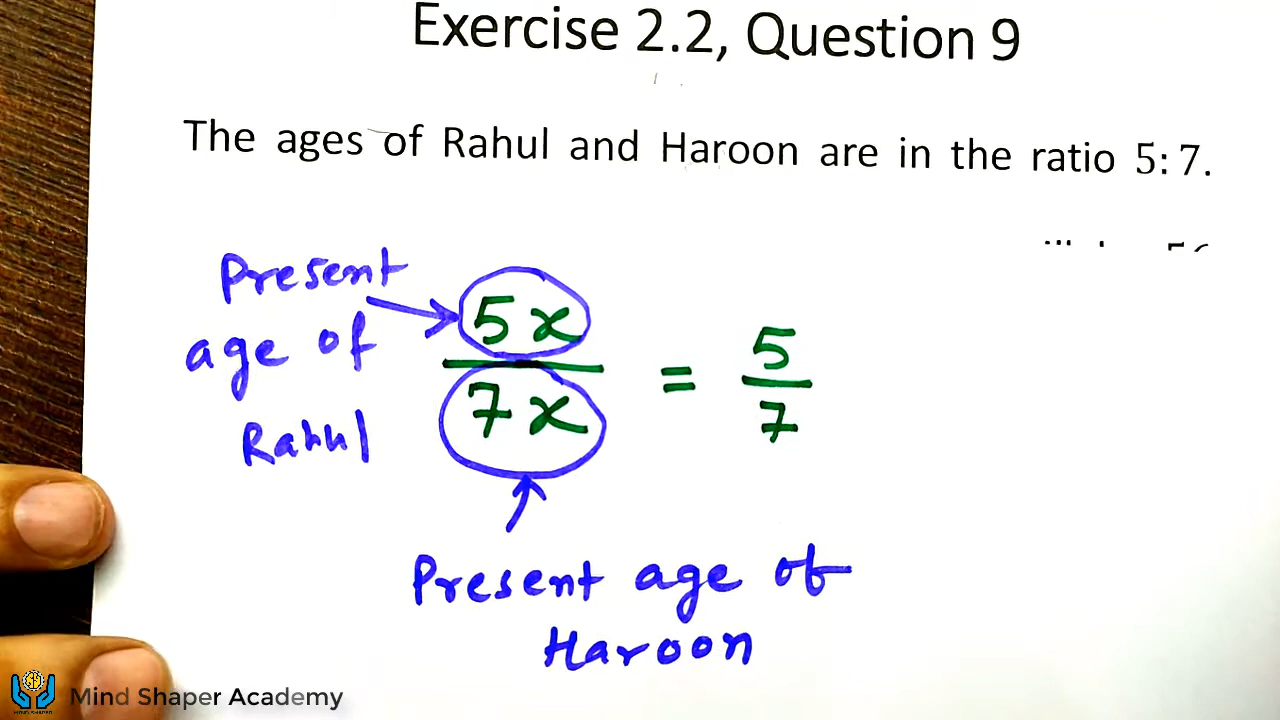 Exercise 2.2, Question 9
The ages of Rahul and Haroon are in the ratio 5:7.
Present
age of
Rahul
5x
7x
=
5
7
Present age of
Haroon
Mind Shaper Academy